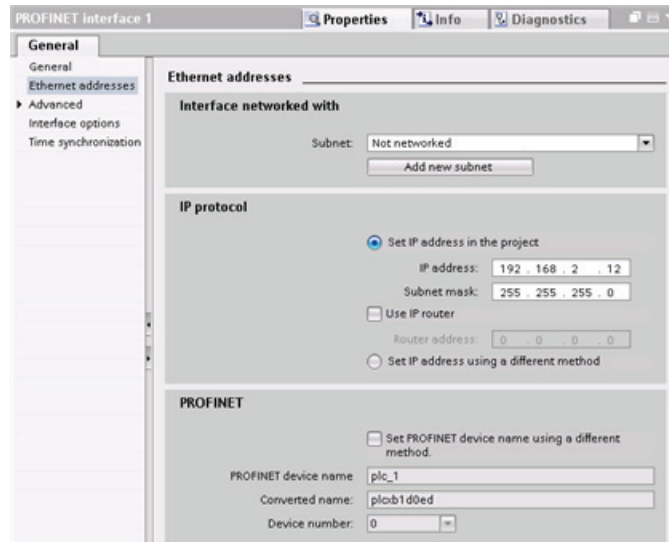 PROFINET interface 1
Properties
Info
Diagnostics
General
General
Ethernet addresses
Advanced
Interface options
Time synchronization
Ethernet addresses
Interface networked with
Subnet: Not networked
Add new subnet
IP protocol
Set IP address in the project
IP address: 192 . 168 . 2 . 12
Subnet mask: 255 . 255 . 255 . 0
Use IP router
Router address: 0 . 0 . 0 . 0
Set IP address using a different method
PROFINET
Set PROFINET device name using a different
method.
PROFINET device name plc_1
Converted name: plcxb1d0ed
Device number: 0